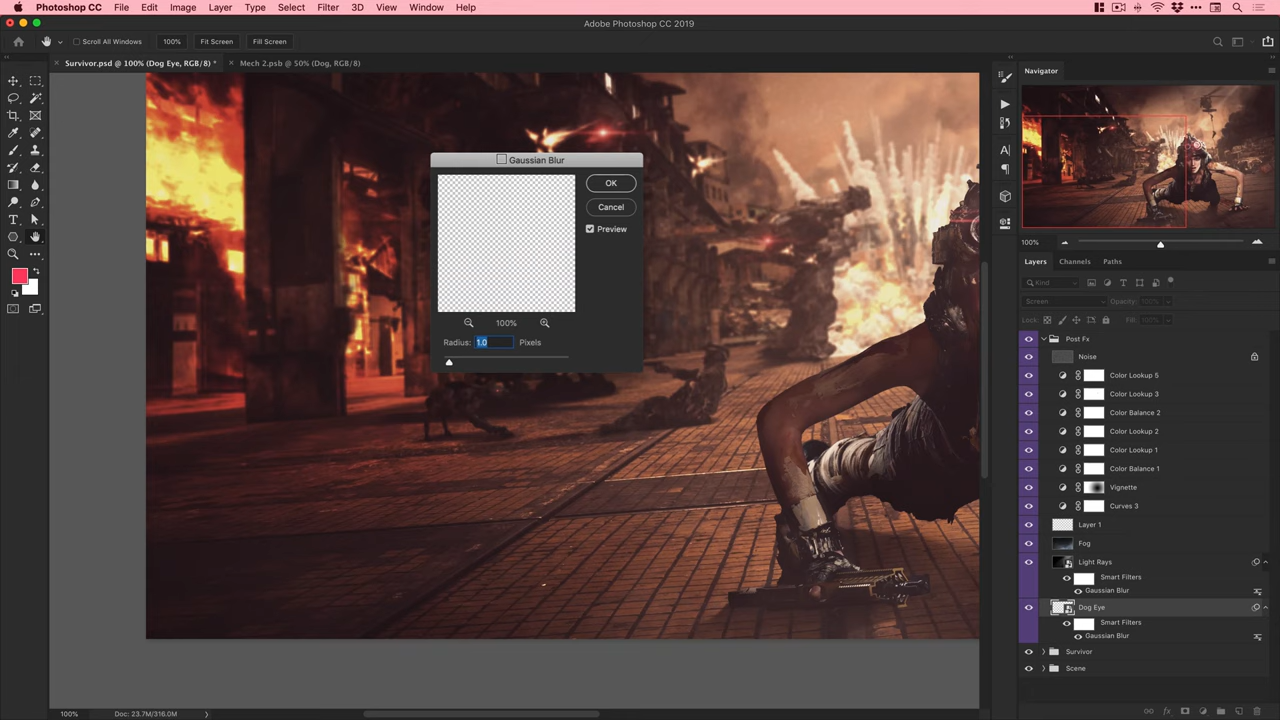 Photoshop CC File Edit Image Layer Type Select Filter 3D View Window Help
Adobe Photoshop CC 2019
Scroll All Windows 100% Fit Screen Fill Screen
Survivor.psd @ 100% (Dog Eye, RGB/8) * Mech 2.psb @ 50% (Dog, RGB/8)
Navigator
Gaussian Blur
OK
Cancel
Preview
100%
Radius: 1.0 Pixels
100%
Layers Channels Paths
Kind
Screen Opacity: 100%
Lock: Fill: 100%
Post Fx
Noise
Color Lookup 5
Color Lookup 3
Color Balance 2
Color Lookup 2
Color Lookup 1
Color Balance 1
Vignette
Curves 3
Layer 1
Fog
Light Rays
Smart Filters
Gaussian Blur
Dog Eye
Smart Filters
Gaussian Blur
Survivor
Scene
100% Doc: 23.7M/316.0M